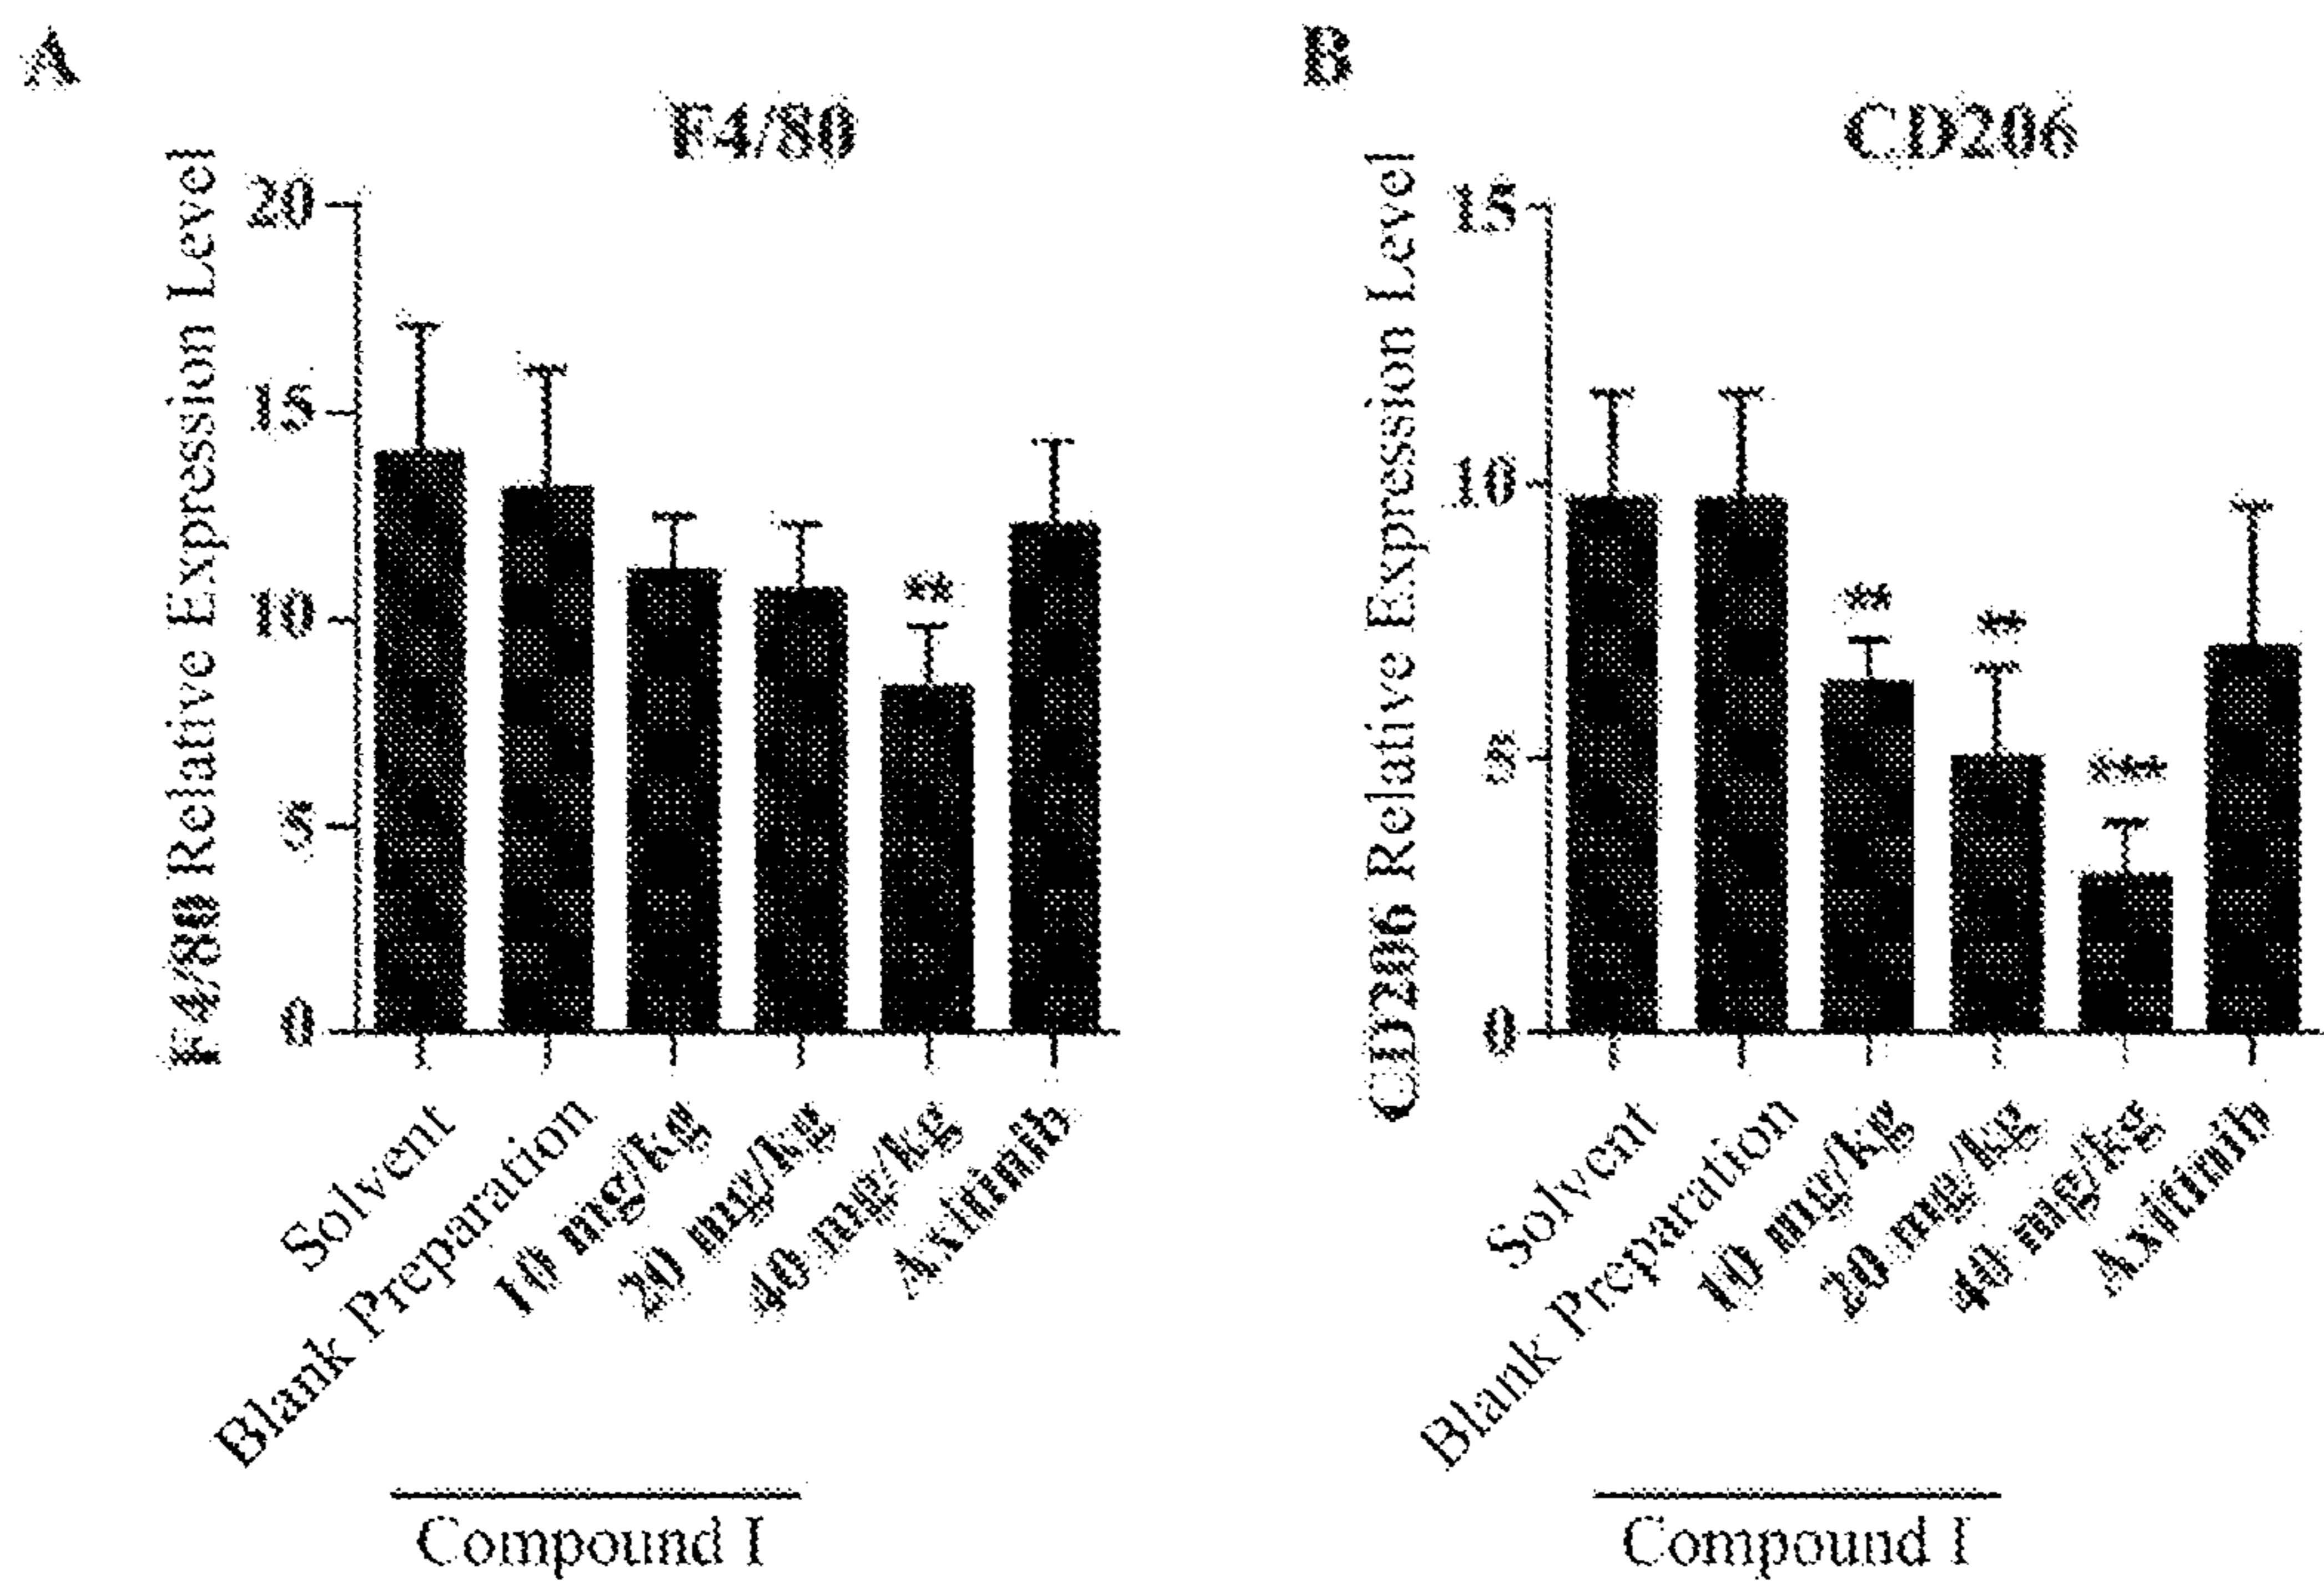 A
F4/80
F4/80 Relative Expression Level
20
15
10
5
0
**
Solvent
Blank Preparation
10 mg/kg
20 mg/kg
40 mg/kg
Axitinib
Compound I
B
CD206
CD206 Relative Expression Level
15
10
5
0
**
**
***
Solvent
Blank Preparation
10 mg/kg
20 mg/kg
40 mg/kg
Axitinib
Compound I